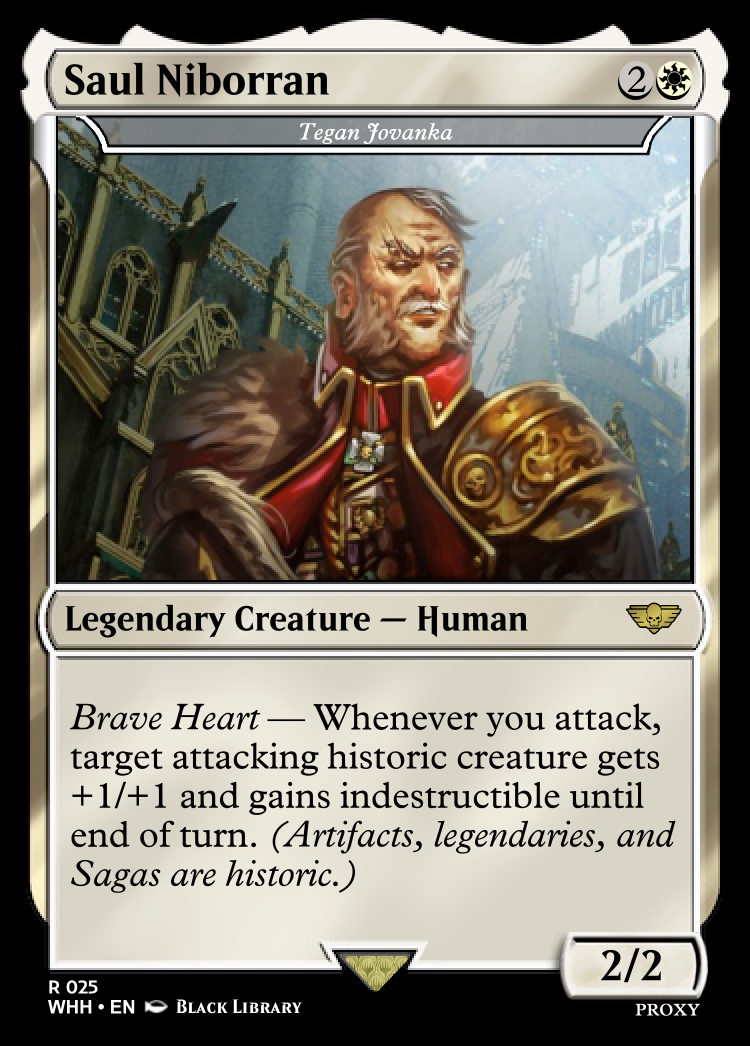 Saul Niborran 2
Tegan Jovanka
Legendary Creature — Human
Brave Heart — Whenever you attack,
target attacking historic creature gets
+1/+1 and gains indestructible until
end of turn. (Artifacts, legendaries, and
Sagas are historic.)
2/2
R 025
WHH • EN BLACK LIBRARY
PROXY